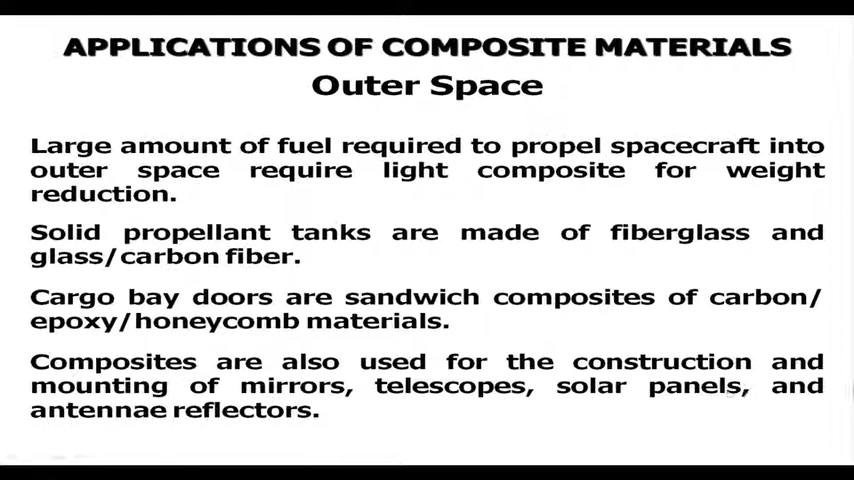 APPLICATIONS OF COMPOSITE MATERIALS
Outer Space
Large amount of fuel required to propel spacecraft into
outer space require light composite for weight
reduction.
Solid propellant tanks are made of fiberglass and
glass/carbon fiber.
Cargo bay doors are sandwich composites of carbon/
epoxy/honeycomb materials.
Composites are also used for the construction and
mounting of mirrors, telescopes, solar panels, and
antennae reflectors.